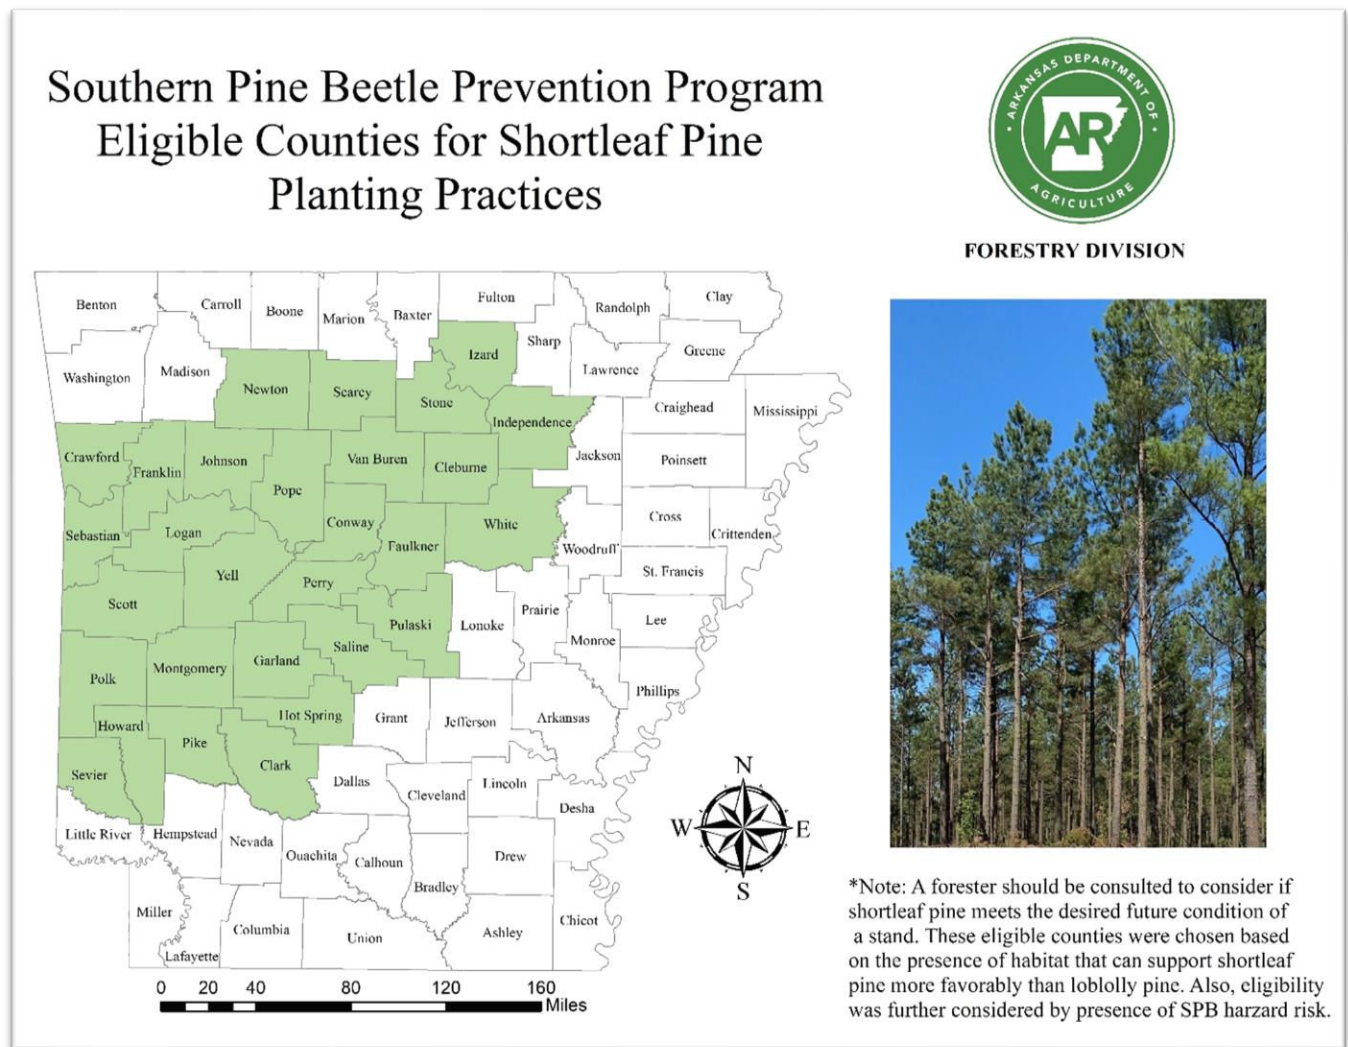 Southern Pine Beetle Prevention Program
Eligible Counties for Shortleaf Pine
Planting Practices
ARKANSAS DEPARTMENT OF
AR
AGRICULTURE
FORESTRY DIVISION
Benton
Carroll
Boone
Marion
Baxter
Fulton
Randolph
Clay
Washington
Madison
Newton
Searcy
Stone
Izard
Sharp
Lawrence
Greene
Independence
Craighead
Mississippi
Crawford
Franklin
Johnson
Pope
Van Buren
Cleburne
Jackson
Poinsett
Sebastian
Logan
Conway
Faulkner
White
Woodruff
Cross
Crittenden
St. Francis
Scott
Yell
Perry
Pulaski
Lonoke
Prairie
Monroe
Lee
Phillips
Polk
Montgomery
Garland
Saline
Hot Spring
Grant
Jefferson
Arkansas
Howard
Pike
Clark
Sevier
Dallas
Cleveland
Lincoln
Desha
Little River
Hempstead
Nevada
Ouachita
Calhoun
Bradley
Drew
Miller
Lafayette
Columbia
Union
Ashley
Chicot
N
W
E
S
0 20 40 80 120 160
Miles
*Note: A forester should be consulted to consider if
shortleaf pine meets the desired future condition of
a stand. These eligible counties were chosen based
on the presence of habitat that can support shortleaf
pine more favorably than loblolly pine. Also, eligibility
was further considered by presence of SPB harzard risk.